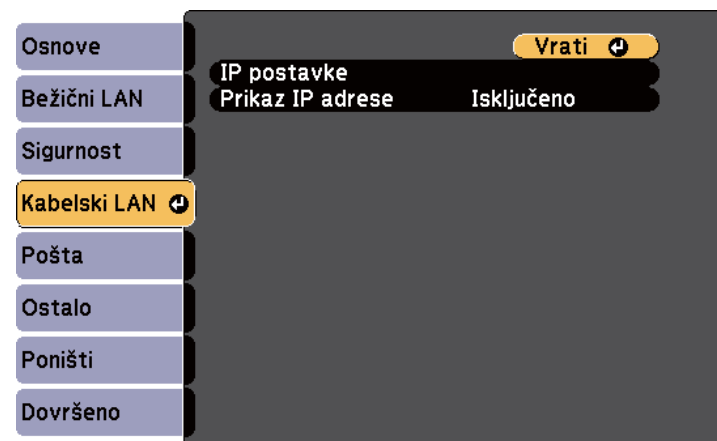 Osnove
Bežični LAN
Sigurnost
Kabelski LAN
Pošta
Ostalo
Poništi
Dovršeno
Vrati
IP postavke
Prikaz IP adrese Isključeno